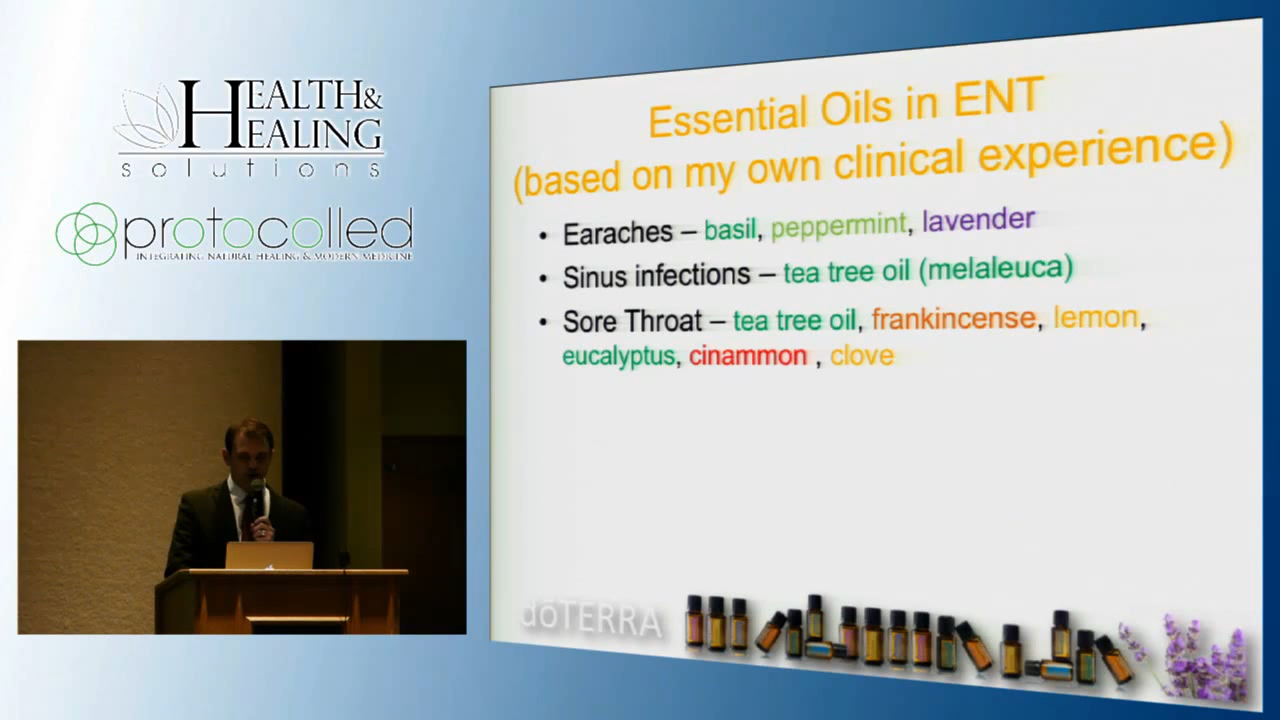 HEALTH&
HEALING
solutions
protocolled
INTEGRATING NATURAL HEALING & MODERN MEDICINE
Essential Oils in ENT
(based on my own clinical experience)
• Earaches – basil, peppermint, lavender
• Sinus infections – tea tree oil (melaleuca)
• Sore Throat – tea tree oil, frankincense, lemon,
eucalyptus, cinammon , clove
dōTERRA